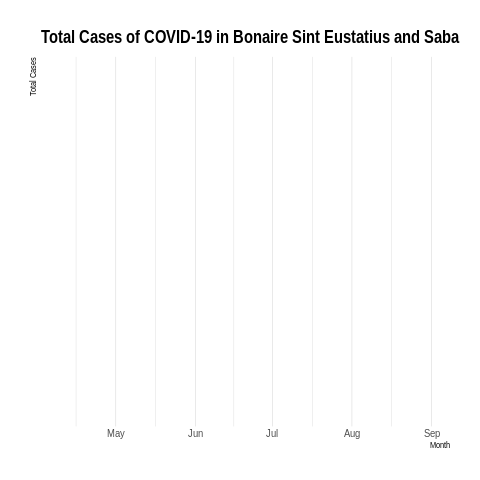 Total Cases of COVID-19 in Bonaire Sint Eustatius and Saba
Total Cases
May Jun Jul Aug Sep
Month